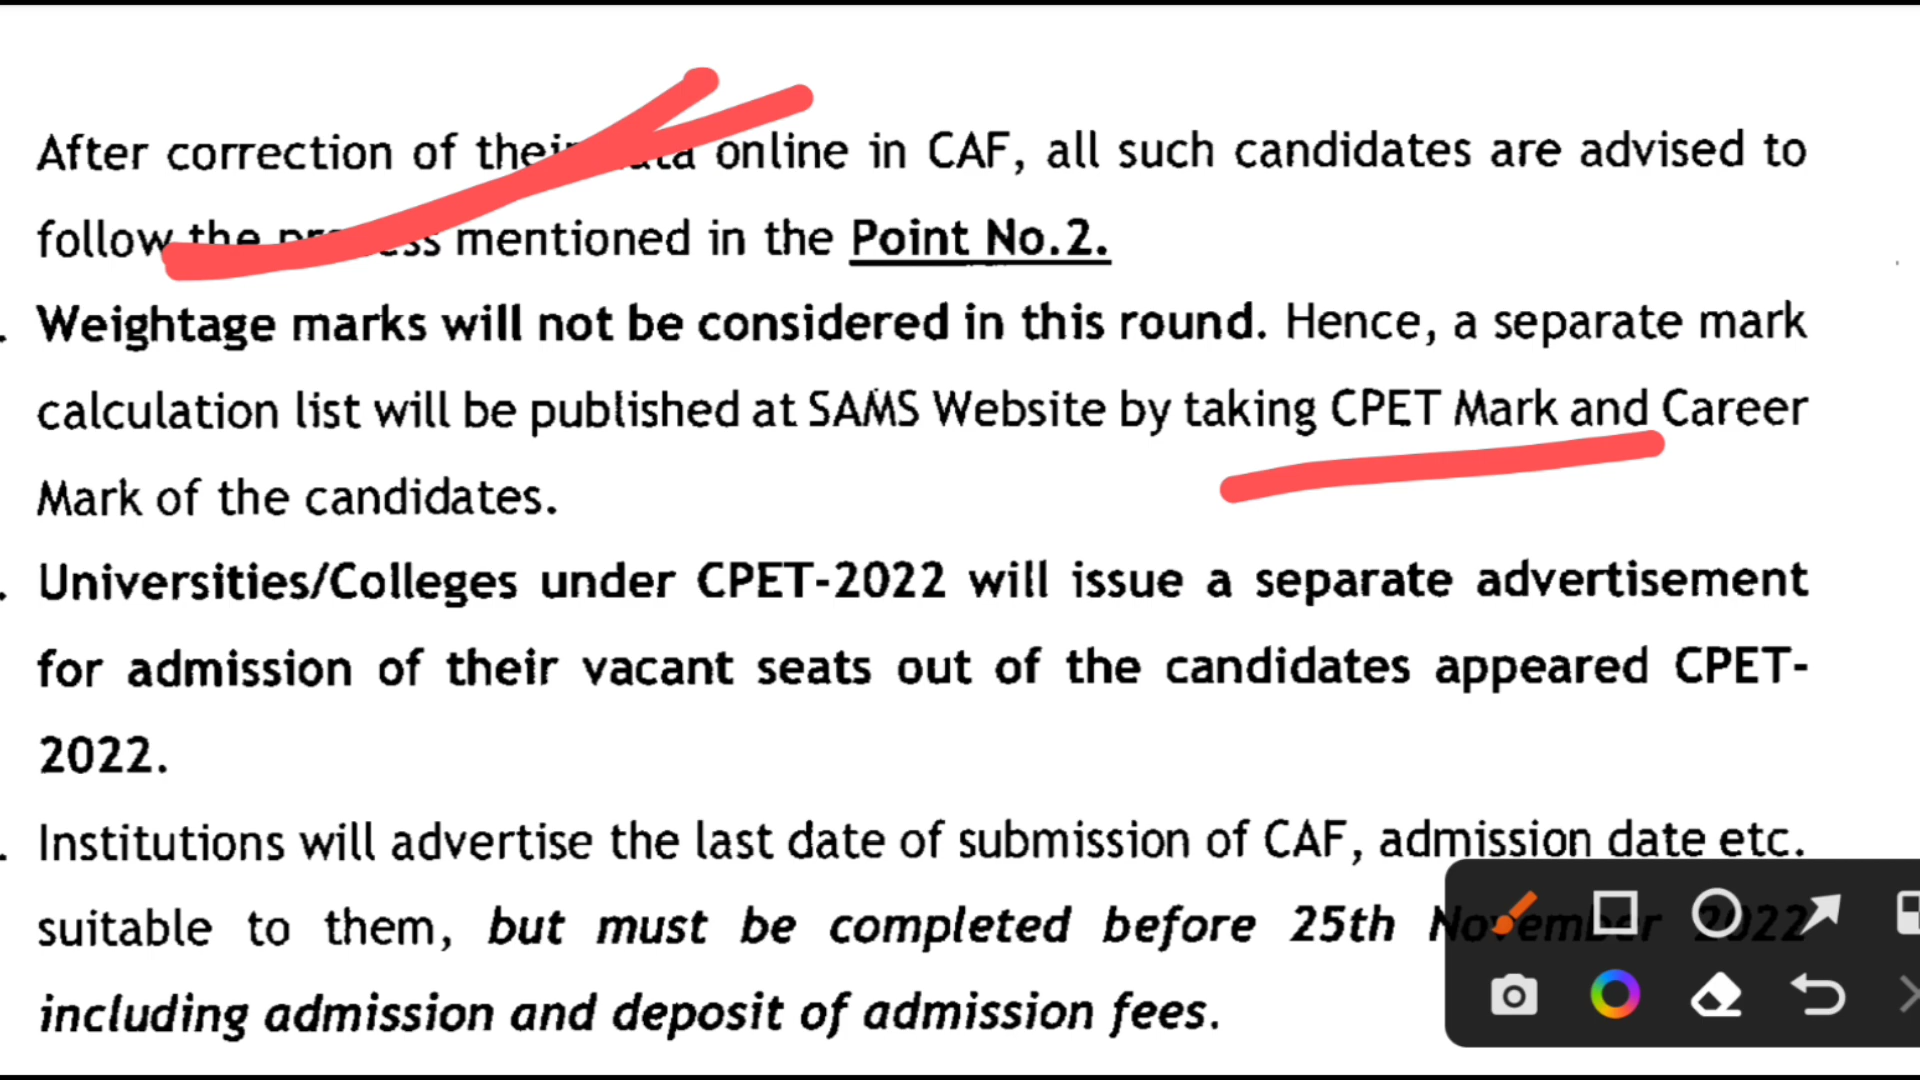 After correction of their data online in CAF, all such candidates are advised to
follow the process mentioned in the Point No.2.
. Weightage marks will not be considered in this round. Hence, a separate mark
calculation list will be published at SAMS Website by taking CPET Mark and Career
Mark of the candidates.
. Universities/Colleges under CPET-2022 will issue a separate advertisement
for admission of their vacant seats out of the candidates appeared CPET-
2022.
. Institutions will advertise the last date of submission of CAF, admission date etc.
suitable to them, but must be completed before 25th November 2022
including admission and deposit of admission fees.